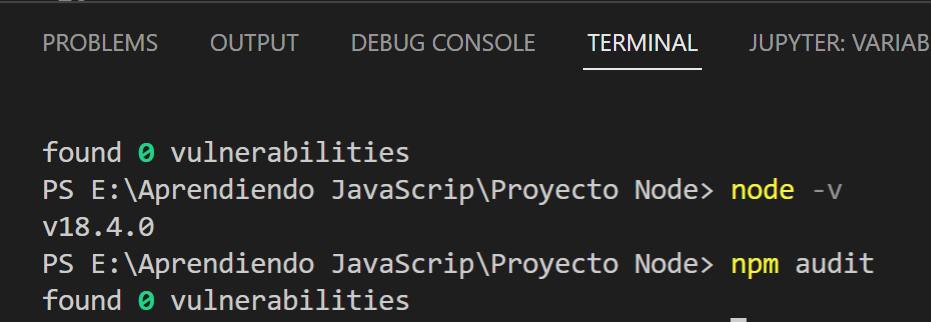 PROBLEMS OUTPUT DEBUG CONSOLE TERMINAL JUPYTER: VARIAB
found 0 vulnerabilities
PS E:\Aprendiendo JavaScrip\Proyecto Node> node -v
v18.4.0
PS E:\Aprendiendo JavaScrip\Proyecto Node> npm audit
found 0 vulnerabilities